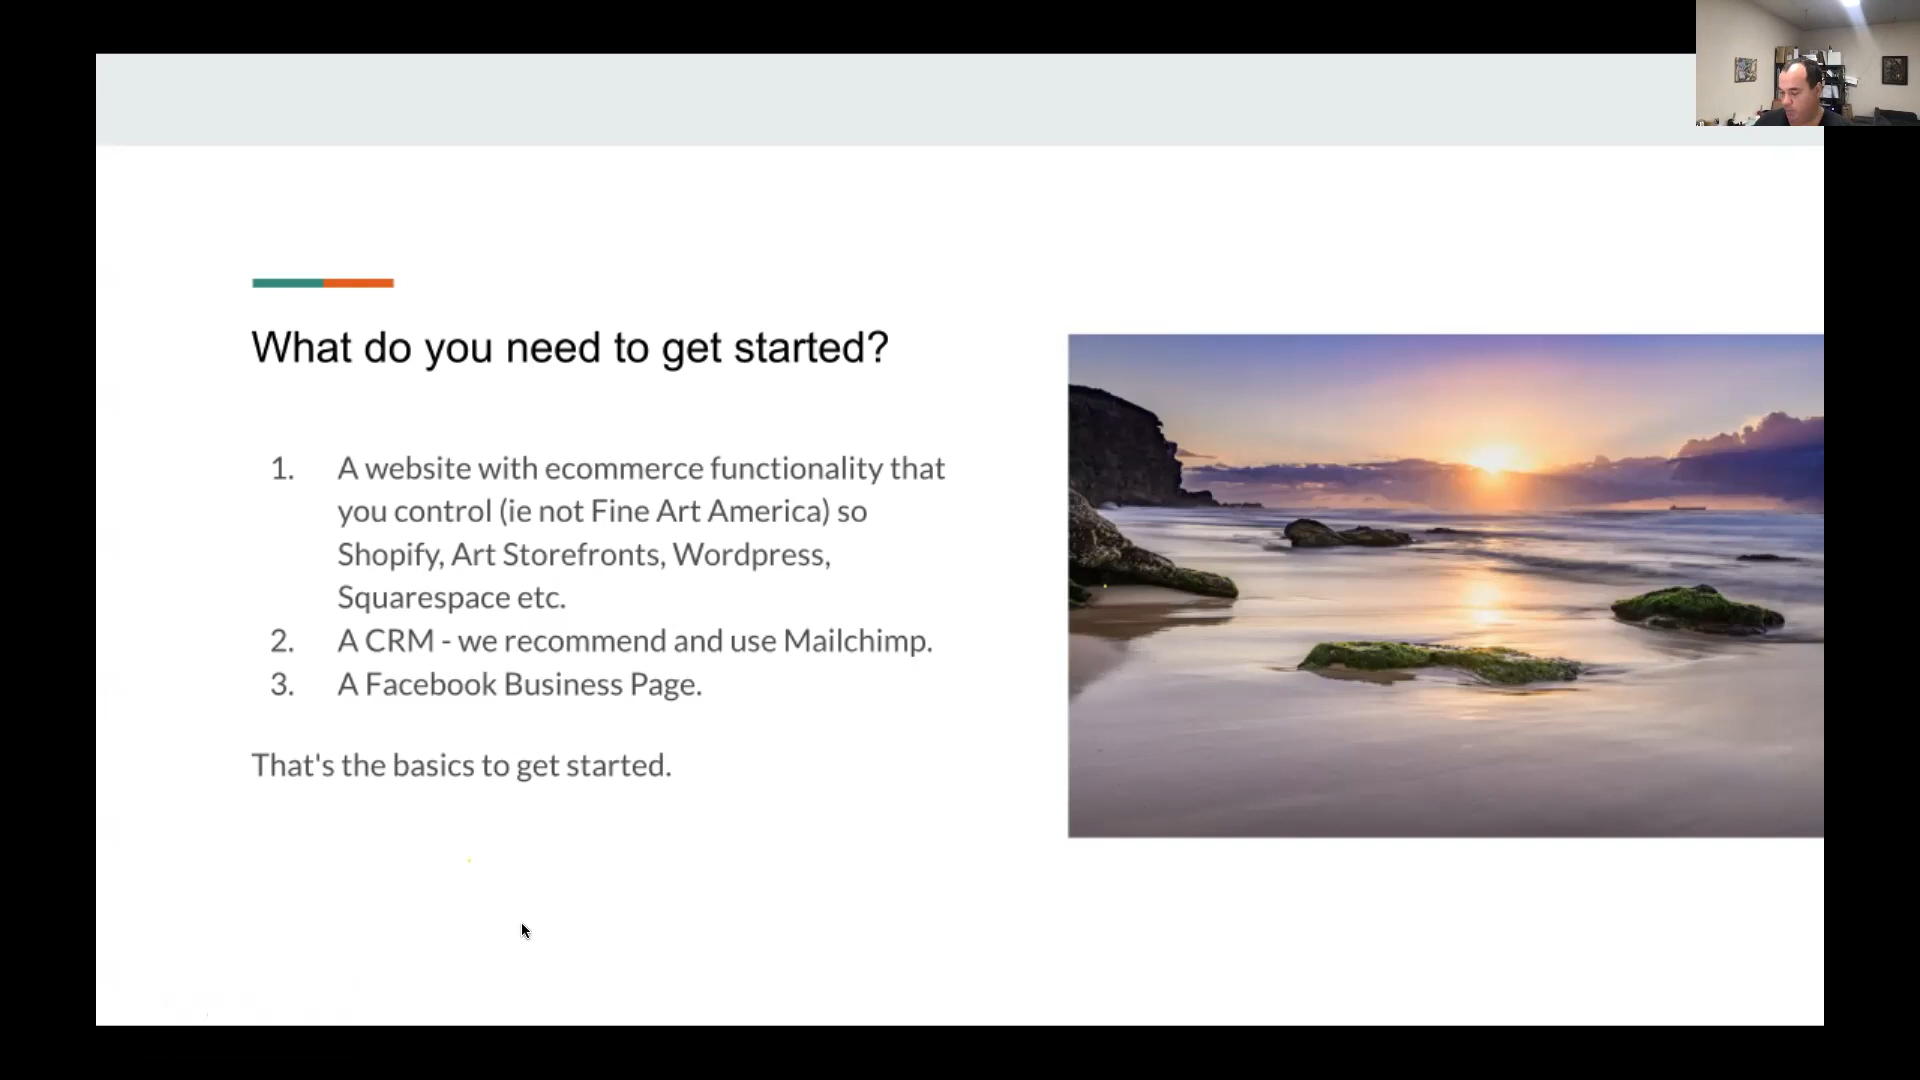 What do you need to get started?
1. A website with ecommerce functionality that
you control (ie not Fine Art America) so
Shopify, Art Storefronts, Wordpress,
Squarespace etc.
2. A CRM - we recommend and use Mailchimp.
3. A Facebook Business Page.
That's the basics to get started.